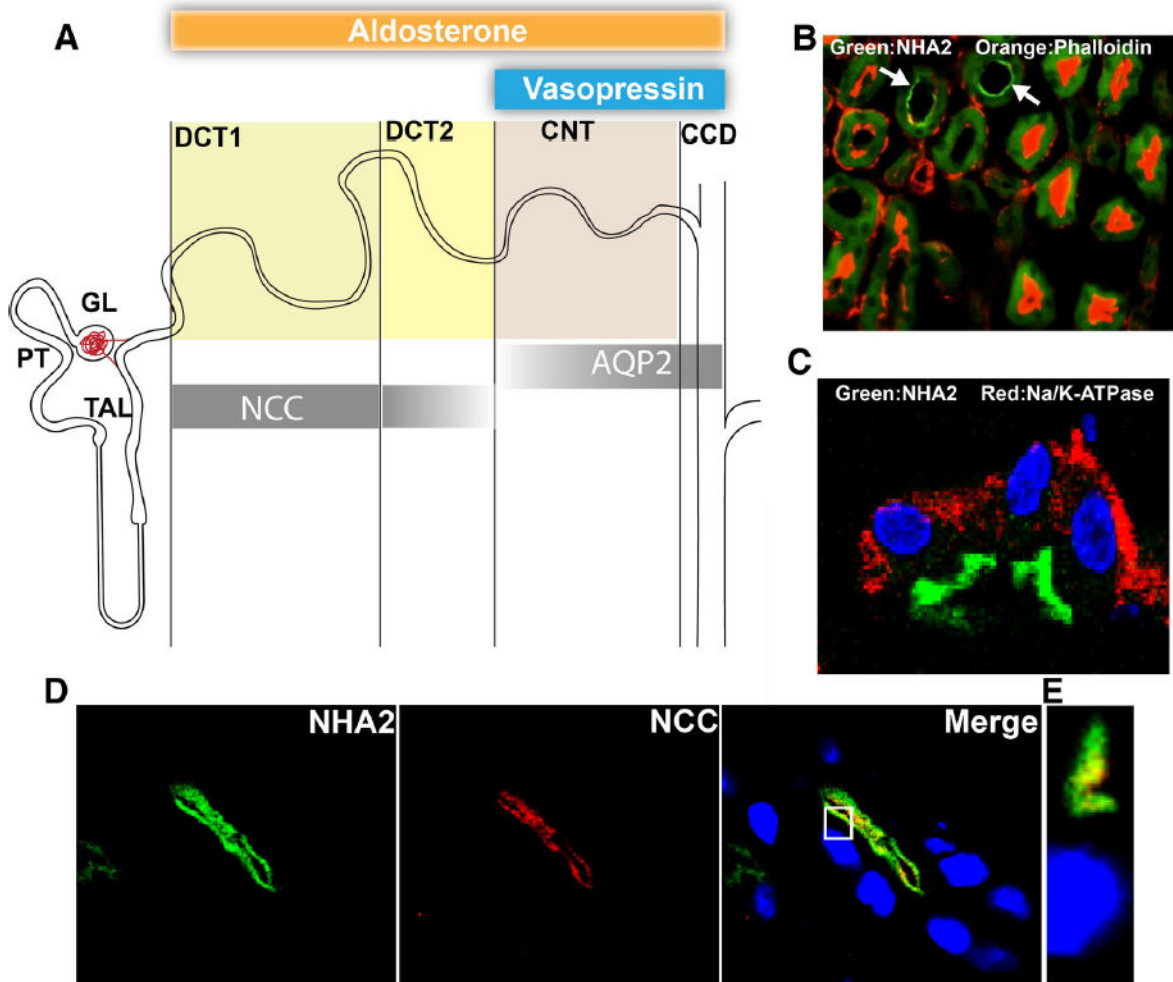 A
Aldosterone
Vasopressin
DCT1
DCT2
CNT
CCD
GL
PT
TAL
AQP2
NCC
B
Green:NHA2 Orange:Phalloidin
C
Green:NHA2 Red:Na/K-ATPase
D
NHA2
NCC
Merge
E